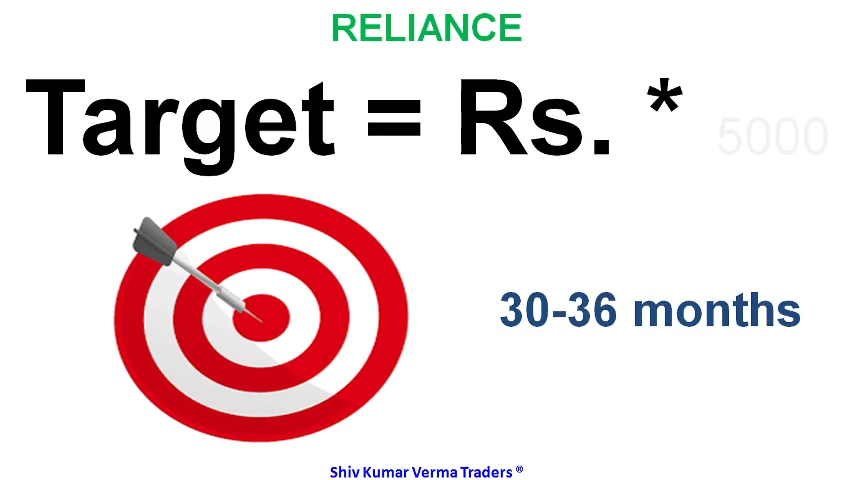 RELIANCE
Target = Rs. * 5000
30-36 months
Shiv Kumar Verma Traders ®